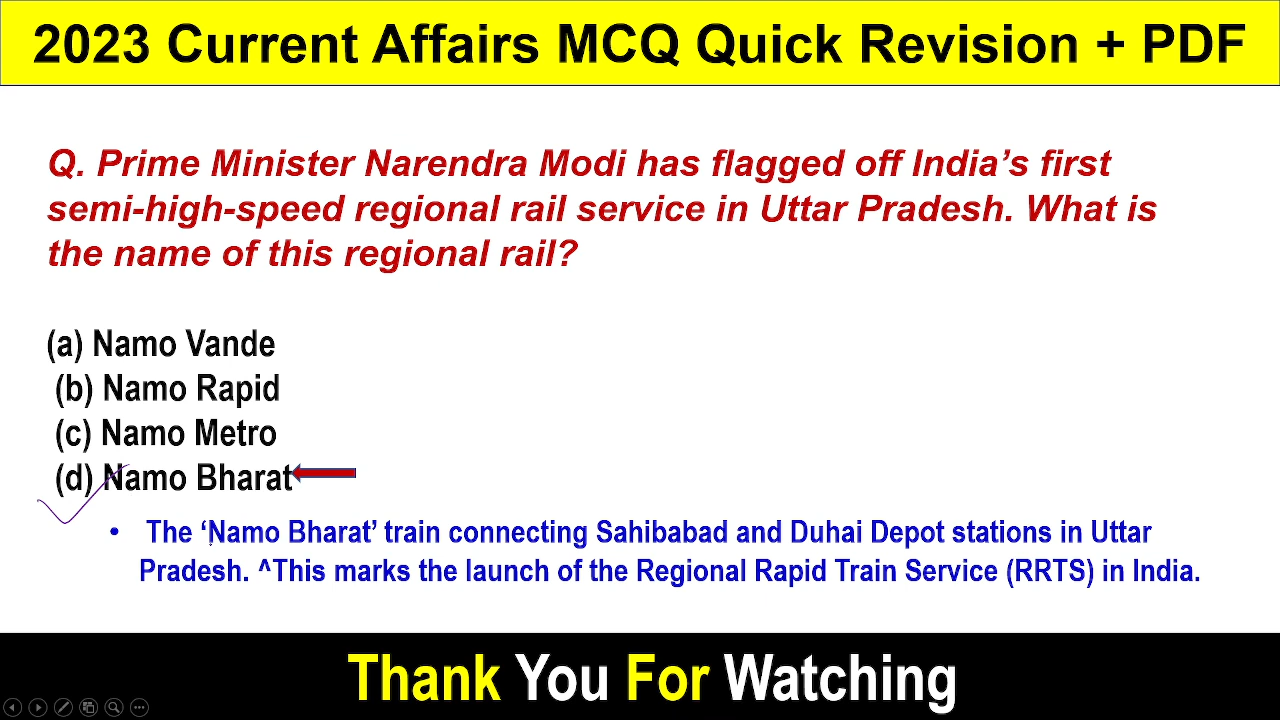 2023 Current Affairs MCQ Quick Revision + PDF
Q. Prime Minister Narendra Modi has flagged off India's first
semi-high-speed regional rail service in Uttar Pradesh. What is
the name of this regional rail?
(a) Namo Vande
(b) Namo Rapid
(c) Namo Metro
(d) Namo Bharat
• The ‘Namo Bharat’ train connecting Sahibabad and Duhai Depot stations in Uttar
Pradesh. ^This marks the launch of the Regional Rapid Train Service (RRTS) in India.
Thank You For Watching